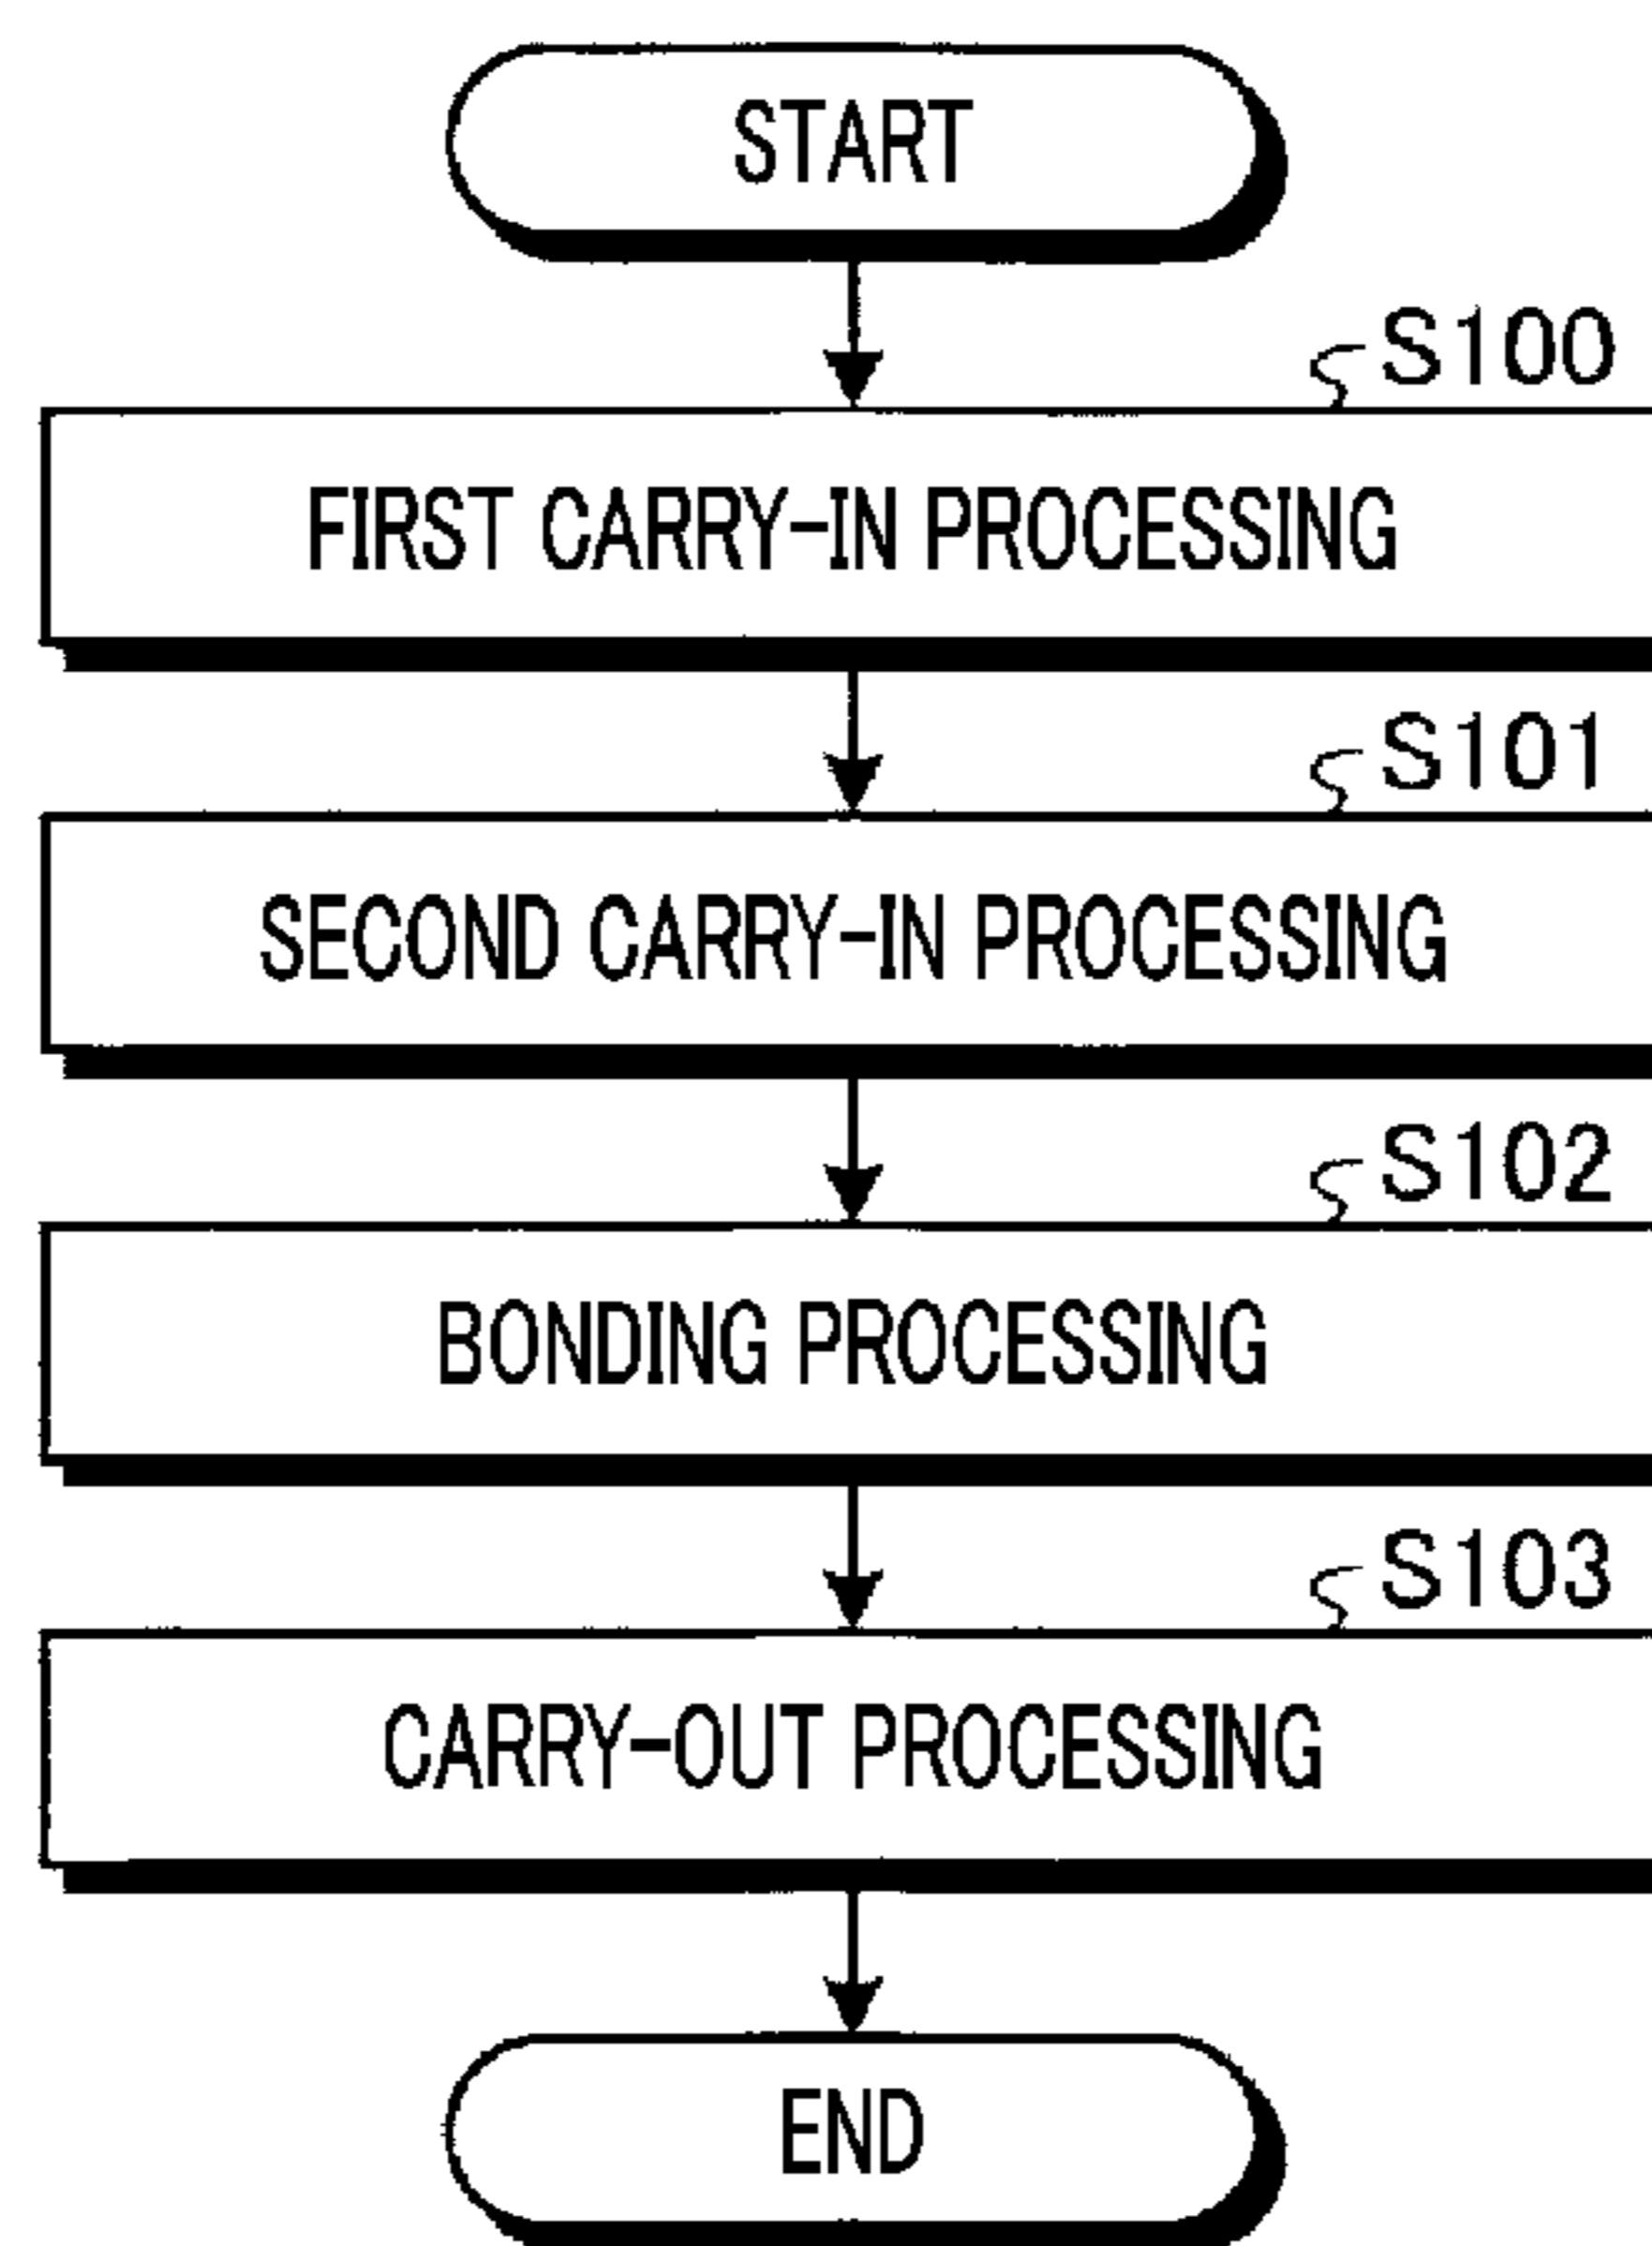 START
S100
FIRST CARRY-IN PROCESSING
S101
SECOND CARRY-IN PROCESSING
S102
BONDING PROCESSING
S103
CARRY-OUT PROCESSING
END